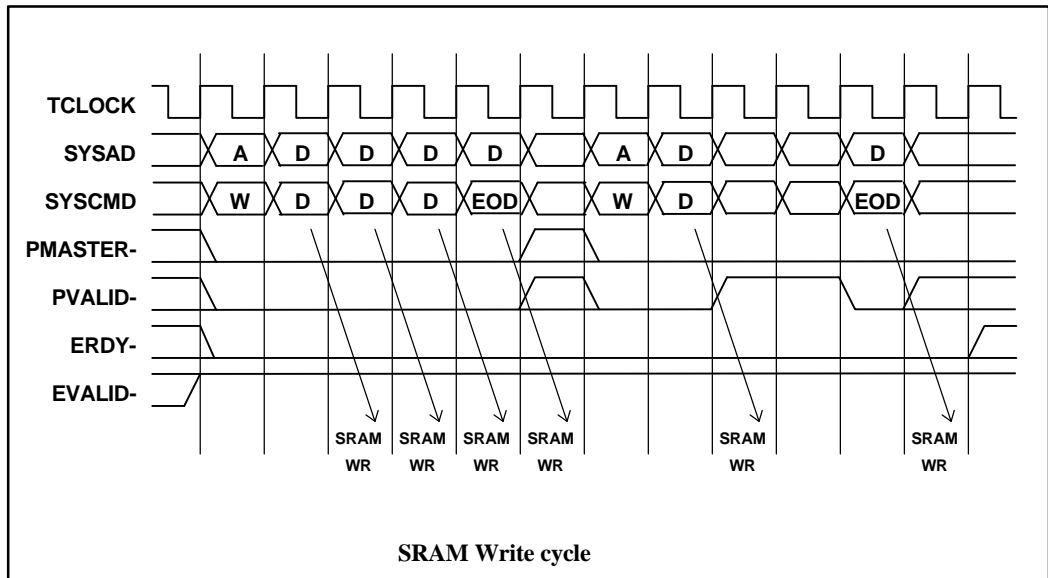 TCLOCK
SYSAD A D D D D A D D
SYSCMD W D D D EOD W D EOD
PMASTER-
PVALID-
ERDY-
EVALID-
SRAM SRAM SRAM SRAM SRAM SRAM
WR WR WR WR WR WR
SRAM Write cycle